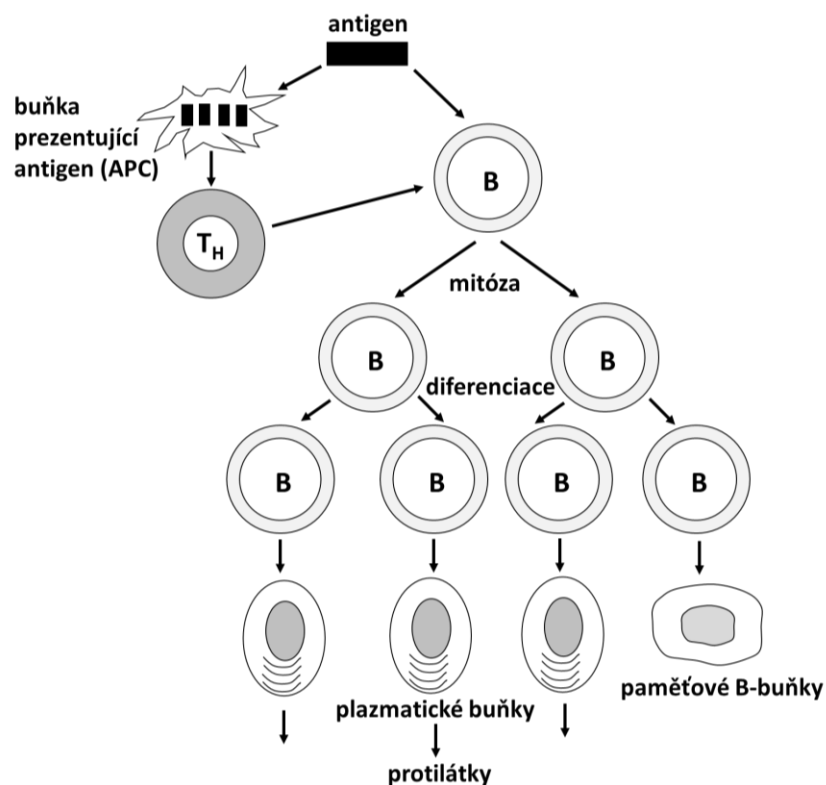 antigen
buňka
prezentující
antigen (APC)
B
TH
mitóza
B
B
diferenciace
B
B
B
B
plazmatické buňky
paměťové B-buňky
protilátky